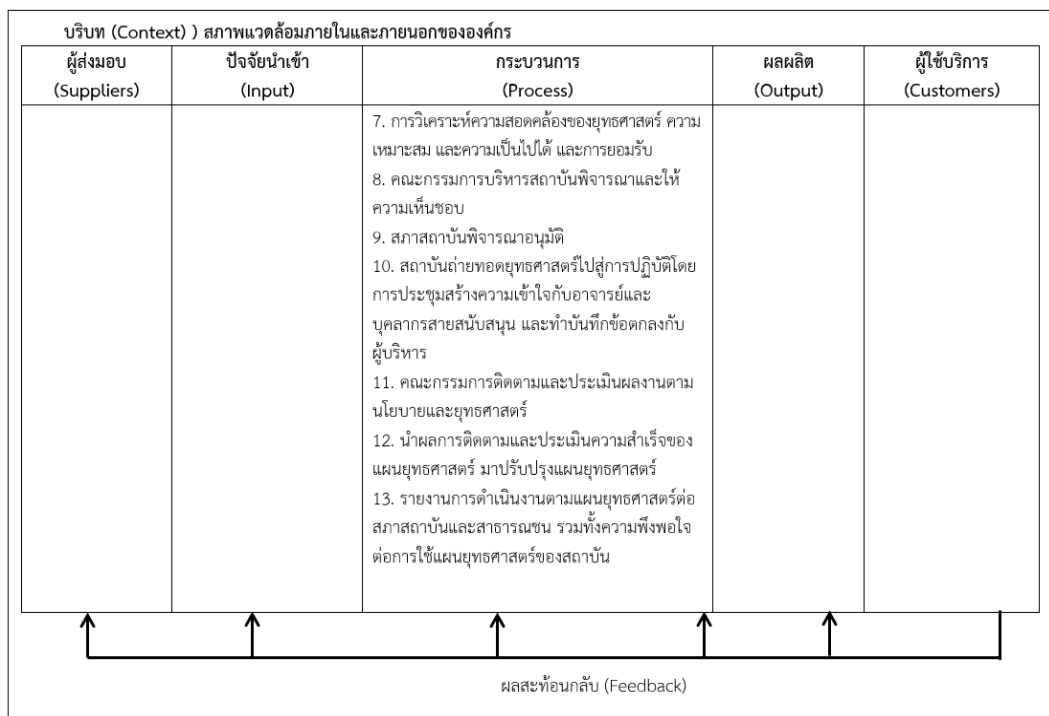 บริบท (Context) ) สภาพแวดล้อมภายในและภายนอกขององค์กร
ผู้ส่งมอบ
(Suppliers)
ปัจจัยนำเข้า
(Input)
กระบวนการ
(Process)
ผลผลิต
(Output)
ผู้ใช้บริการ
(Customers)
7. การวิเคราะห์ความสอดคล้องของยุทธศาสตร์ ความ
เหมาะสม และความเป็นไปได้ และการยอมรับ
8. คณะกรรมการบริหารสถาบันพิจารณาและให้
ความเห็นชอบ
9. สภาสถาบันพิจารณาอนุมัติ
10. สถาบันถ่ายทอดยุทธศาสตร์ไปสู่การปฏิบัติโดย
การประชุมสร้างความเข้าใจกับอาจารย์และ
บุคลากรสายสนับสนุน และทำบันทึกข้อตกลงกับ
ผู้บริหาร
11. คณะกรรมการติดตามและประเมินผลงานตาม
นโยบายและยุทธศาสตร์
12. นำผลการติดตามและประเมินความสำเร็จของ
แผนยุทธศาสตร์ มาปรับปรุงแผนยุทธศาสตร์
13. รายงานการดำเนินงานตามแผนยุทธศาสตร์ต่อ
สภาสถาบันและสาธารณชน รวมทั้งความพึงพอใจ
ต่อการใช้แผนยุทธศาสตร์ของสถาบัน
ผลสะท้อนกลับ (Feedback)